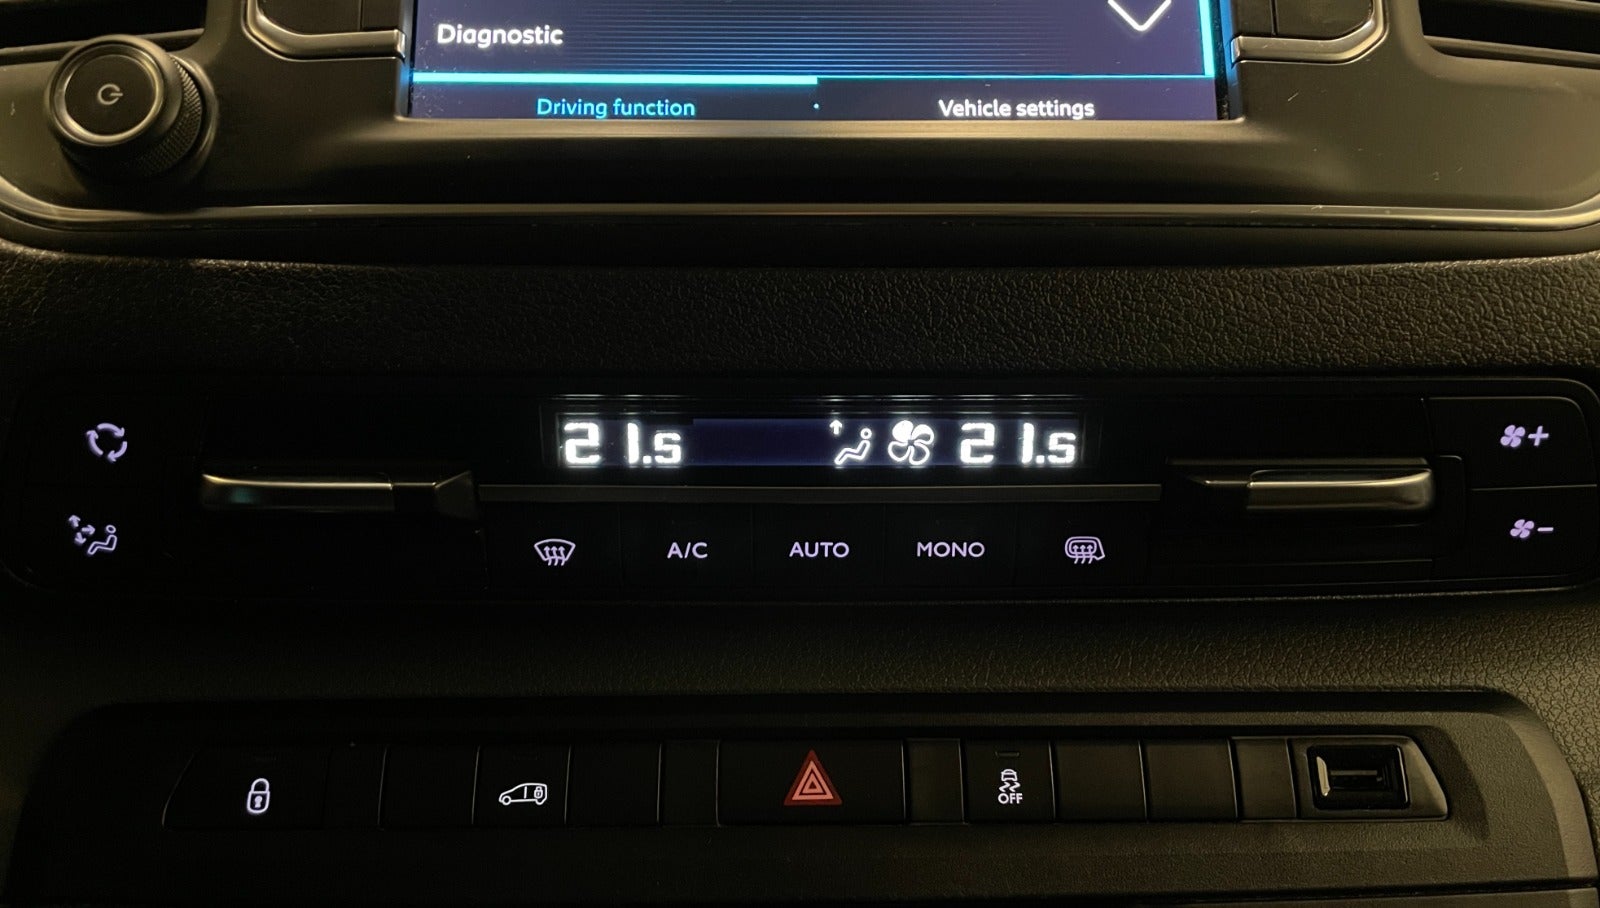 Diagnostic
Driving function
Vehicle settings
21.5
21.5
A/C
AUTO
MONO
OFF